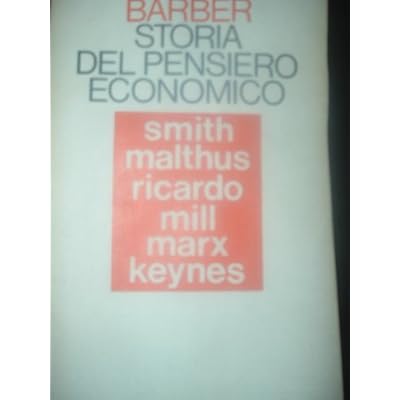 BARBER
STORIA
DEL PENSIERO
ECONOMICO
smith
malthus
ricardo
mill
marx
keynes